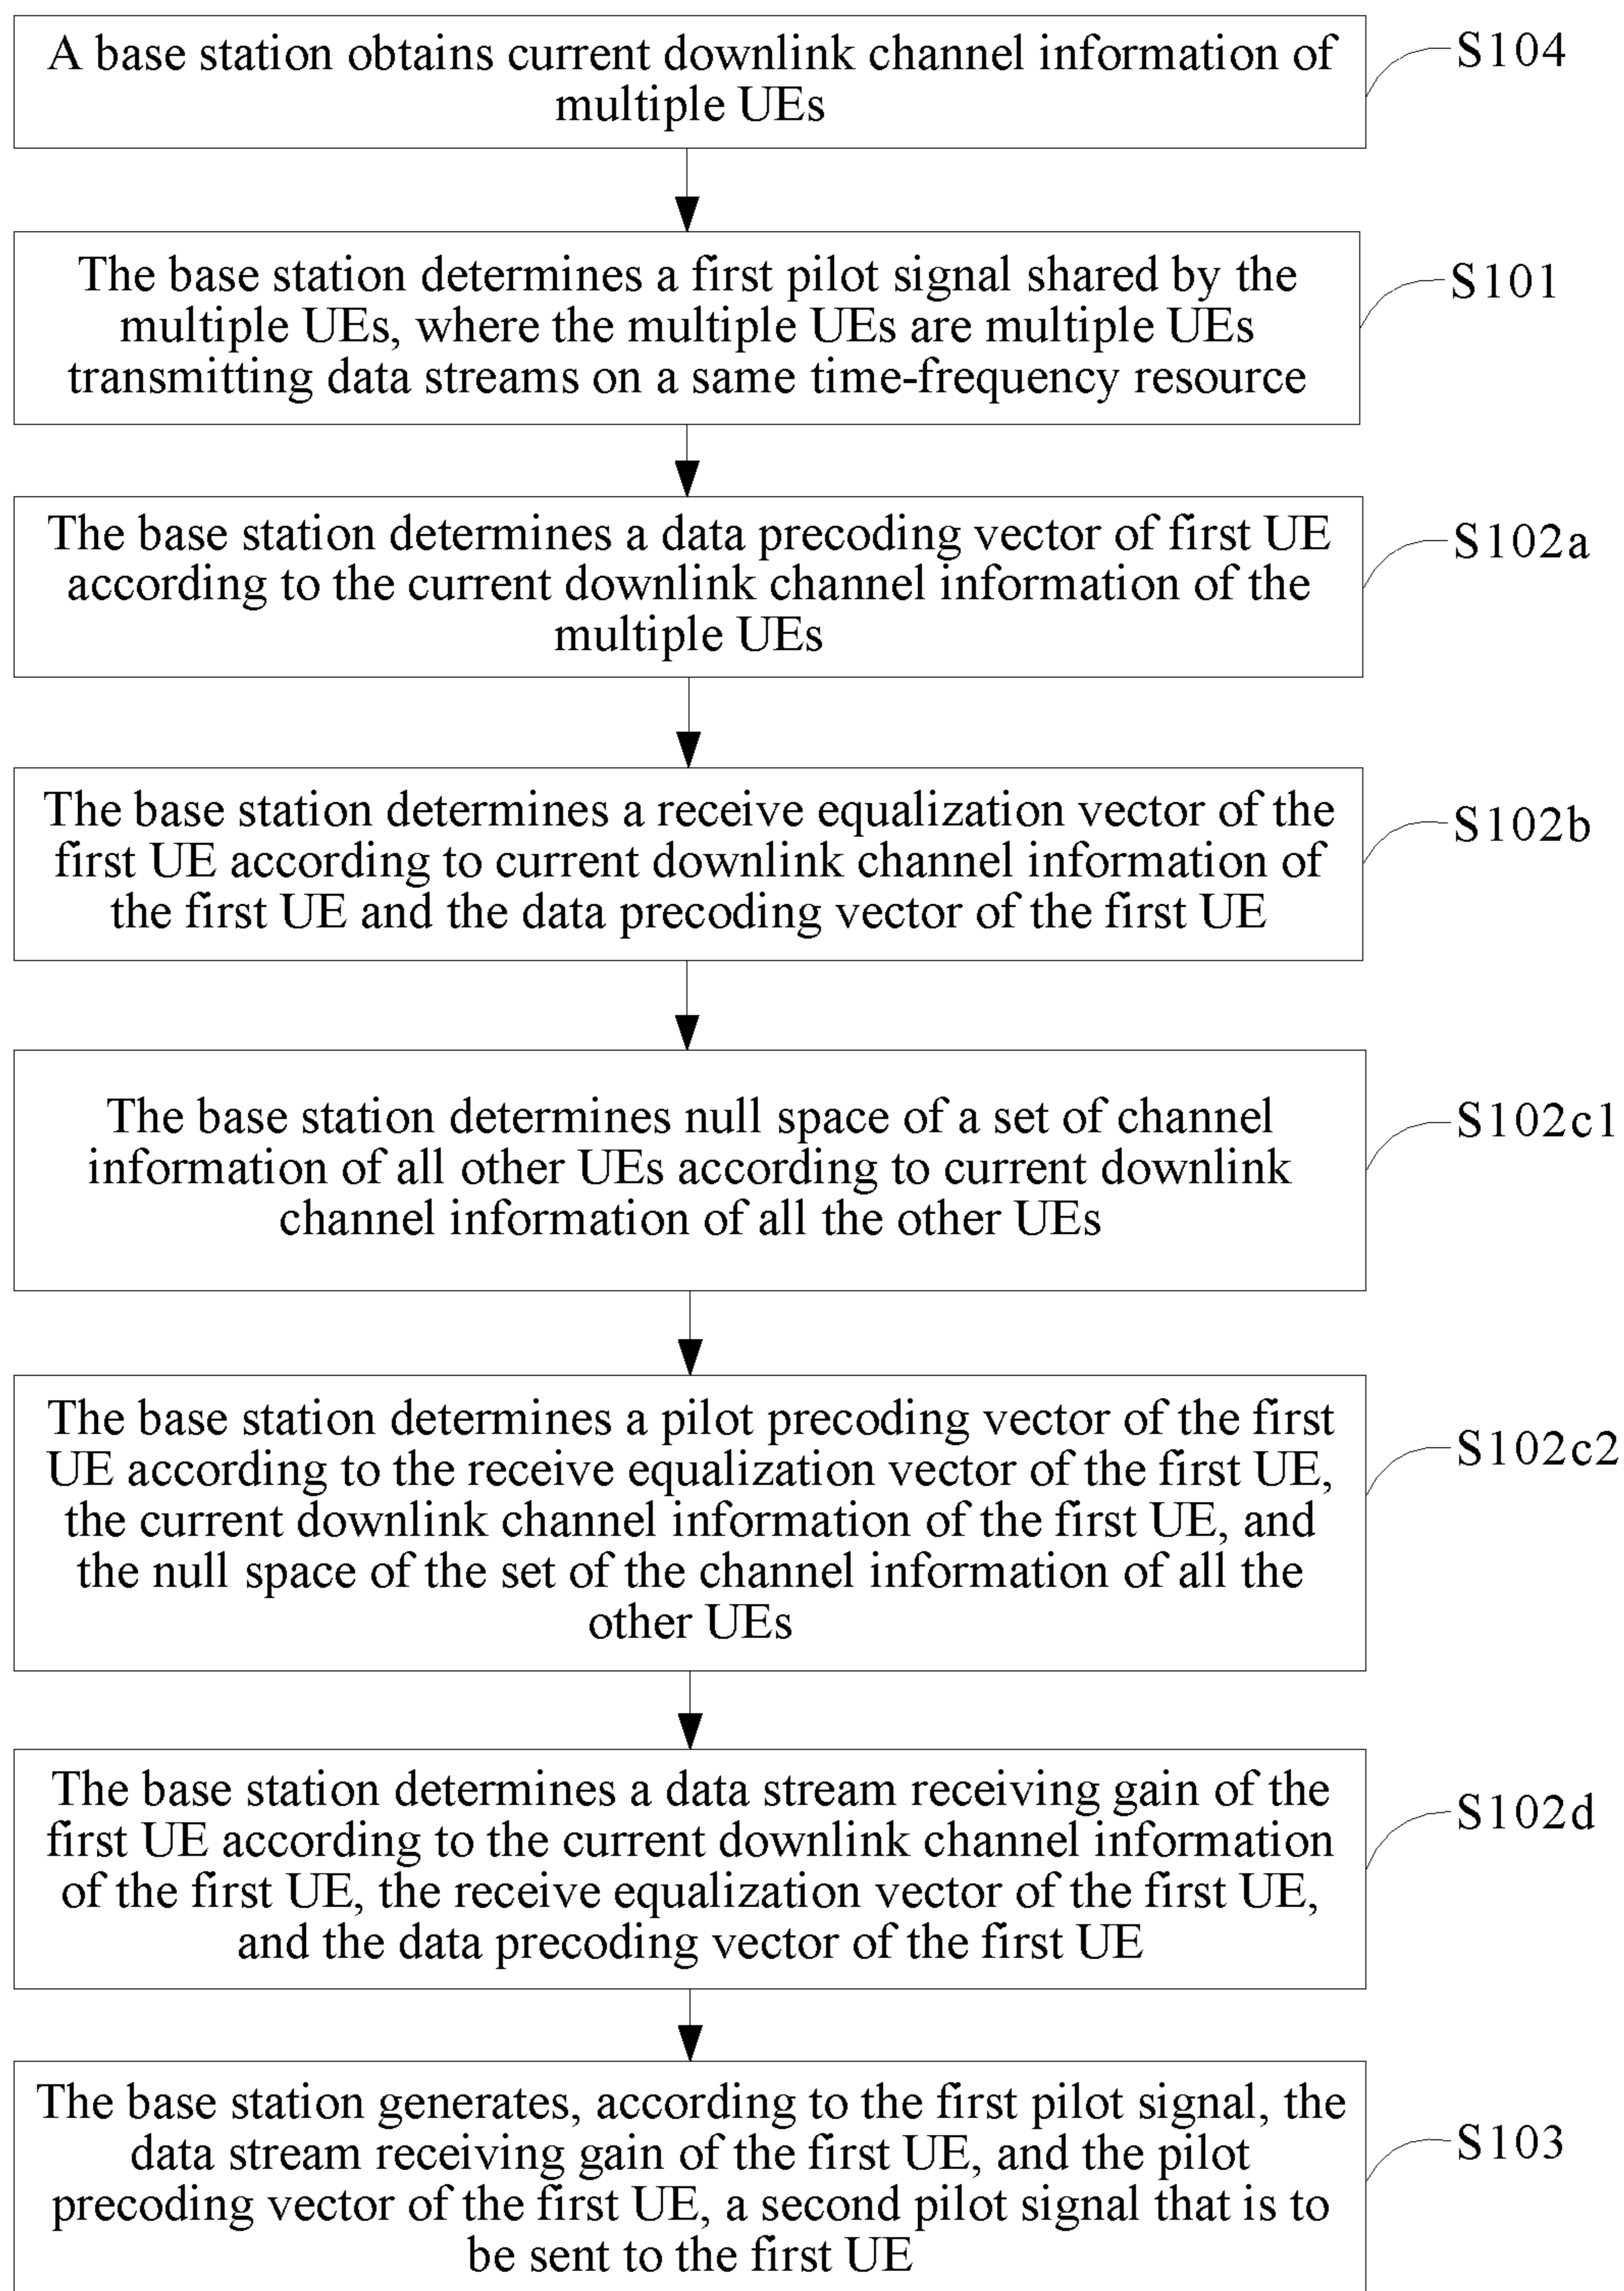 A base station obtains current downlink channel information of
multiple UEs
S104
The base station determines a first pilot signal shared by the
multiple UEs, where the multiple UEs are multiple UEs
transmitting data streams on a same time-frequency resource
S101
The base station determines a data precoding vector of first UE
according to the current downlink channel information of the
multiple UEs
S102a
The base station determines a receive equalization vector of the
first UE according to current downlink channel information of
the first UE and the data precoding vector of the first UE
S102b
The base station determines null space of a set of channel
information of all other UEs according to current downlink
channel information of all the other UEs
S102c1
The base station determines a pilot precoding vector of the first
UE according to the receive equalization vector of the first UE,
the current downlink channel information of the first UE, and
the null space of the set of the channel information of all the
other UEs
S102c2
The base station determines a data stream receiving gain of the
first UE according to the current downlink channel information
of the first UE, the receive equalization vector of the first UE,
and the data precoding vector of the first UE
S102d
The base station generates, according to the first pilot signal, the
data stream receiving gain of the first UE, and the pilot
precoding vector of the first UE, a second pilot signal that is to
be sent to the first UE
S103